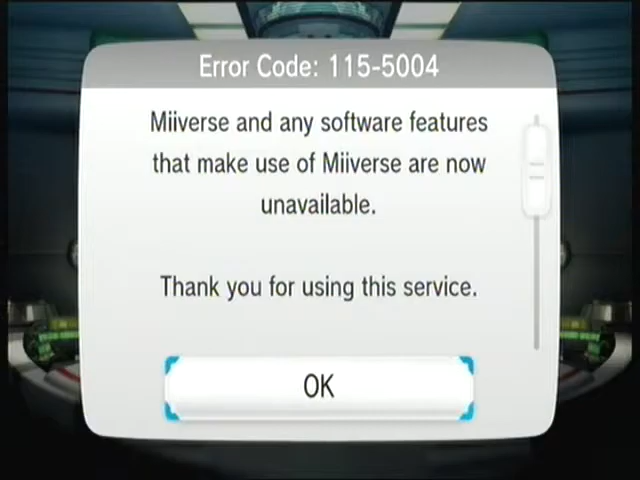 Error Code: 115-5004
Miiverse and any software features
that make use of Miiverse are now
unavailable.
Thank you for using this service.
OK